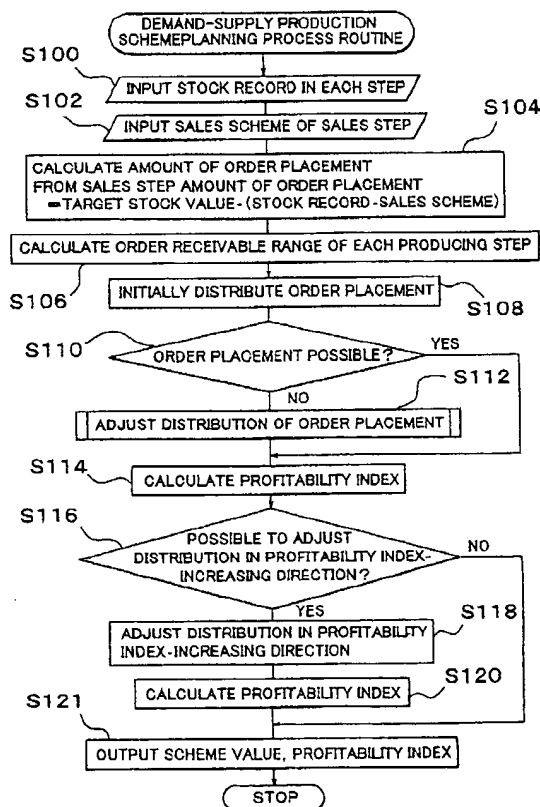 DEMAND-SUPPLY PRODUCTION
SCHEMEPLANNING PROCESS ROUTINE
S100
INPUT STOCK RECORD IN EACH STEP
S102
INPUT SALES SCHEME OF SALES STEP
S104
CALCULATE AMOUNT OF ORDER PLACEMENT
FROM SALES STEP AMOUNT OF ORDER PLACEMENT
=TARGET STOCK VALUE-(STOCK RECORD-SALES SCHEME)
CALCULATE ORDER RECEIVABLE RANGE OF EACH PRODUCING STEP
S106
INITIALLY DISTRIBUTE ORDER PLACEMENT
S108
S110
ORDER PLACEMENT POSSIBLE?
YES
NO
S112
ADJUST DISTRIBUTION OF ORDER PLACEMENT
S114
CALCULATE PROFITABILITY INDEX
S116
POSSIBLE TO ADJUST
DISTRIBUTION IN PROFITABILITY INDEX-
INCREASING DIRECTION?
NO
YES
S118
ADJUST DISTRIBUTION IN PROFITABILITY
INDEX-INCREASING DIRECTION
S120
CALCULATE PROFITABILITY INDEX
S121
OUTPUT SCHEME VALUE, PROFITABILITY INDEX
STOP